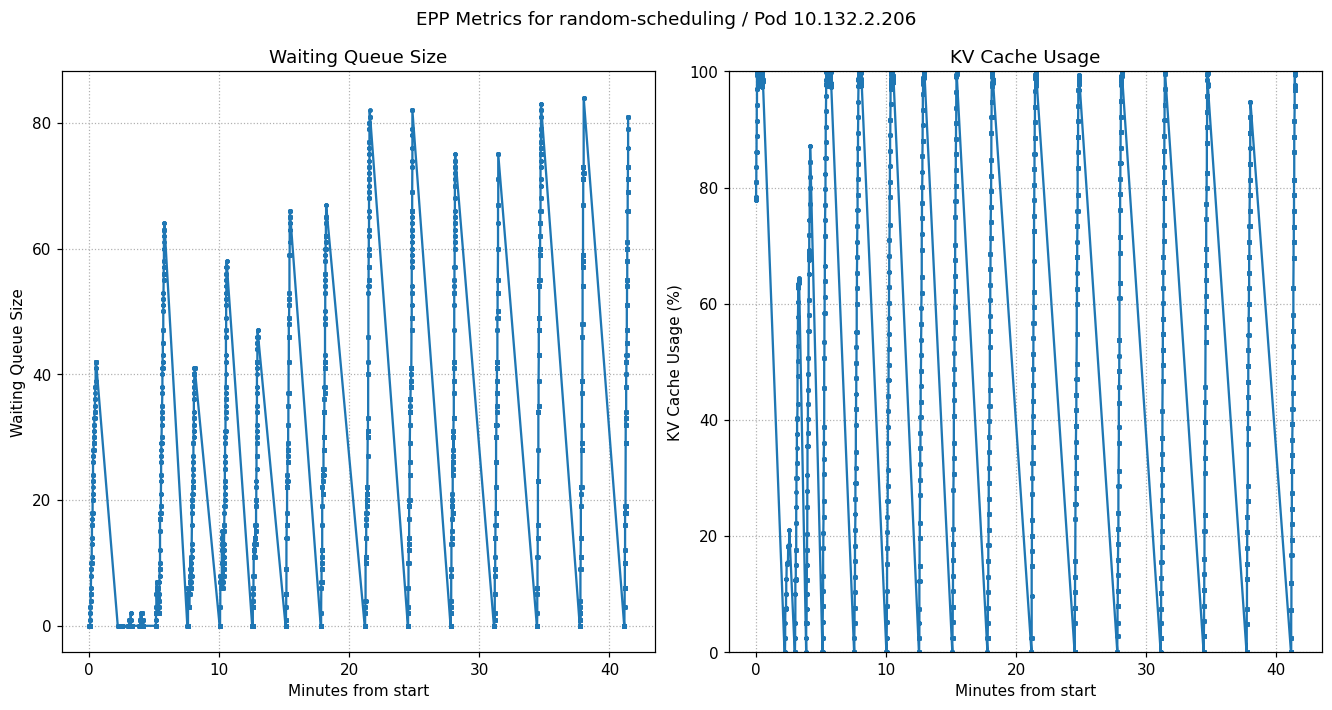 EPP Metrics for random-scheduling / Pod 10.132.2.206
Waiting Queue Size
Waiting Queue Size
80
60
40
20
0
0 10 20 30 40
Minutes from start
KV Cache Usage
KV Cache Usage (%)
100
80
60
40
20
0
0 10 20 30 40
Minutes from start